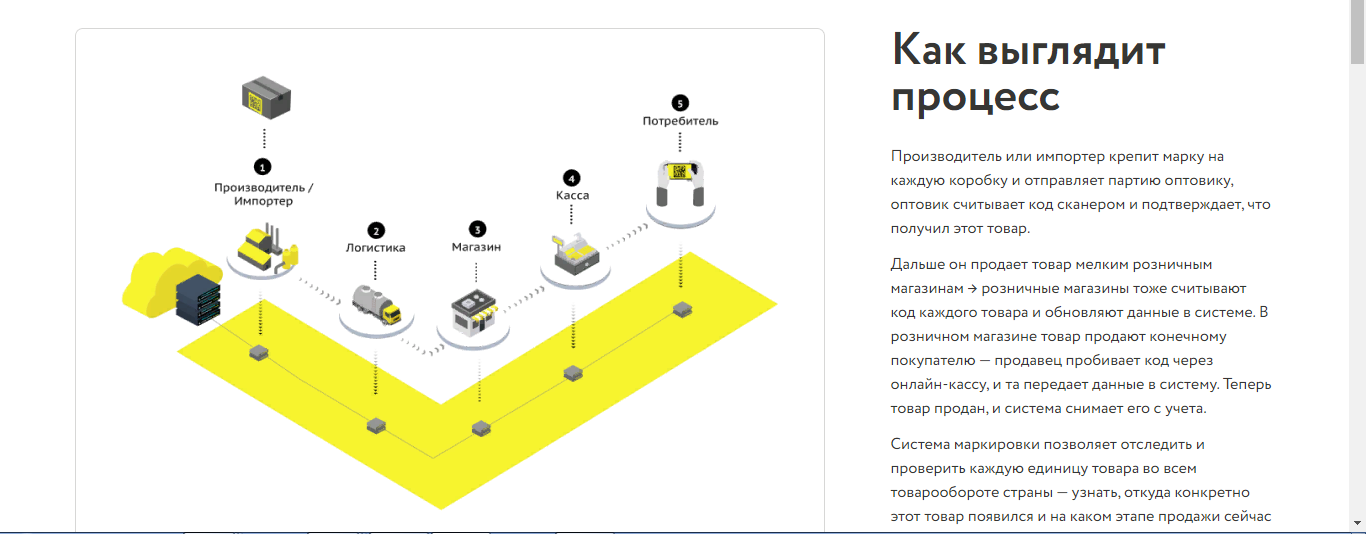 Как выглядит
процесс
5
Потребитель
1
Производитель /
Импортер
4
Касса
2
Логистика
3
Магазин
Производитель или импортер крепит марку на
каждую коробку и отправляет партию оптовику,
оптовик считывает код сканером и подтверждает, что
получил этот товар.
Дальше он продает товар мелким розничным
магазинам → розничные магазины тоже считывают
код каждого товара и обновляют данные в системе. В
розничном магазине товар продают конечному
покупателю — продавец пробивает код через
онлайн-кассу, и та передает данные в систему. Теперь
товар продан, и система снимает его с учета.
Система маркировки позволяет отследить и
проверить каждую единицу товара во всем
товарообороте страны — узнать, откуда конкретно
этот товар появился и на каком этапе продажи сейчас